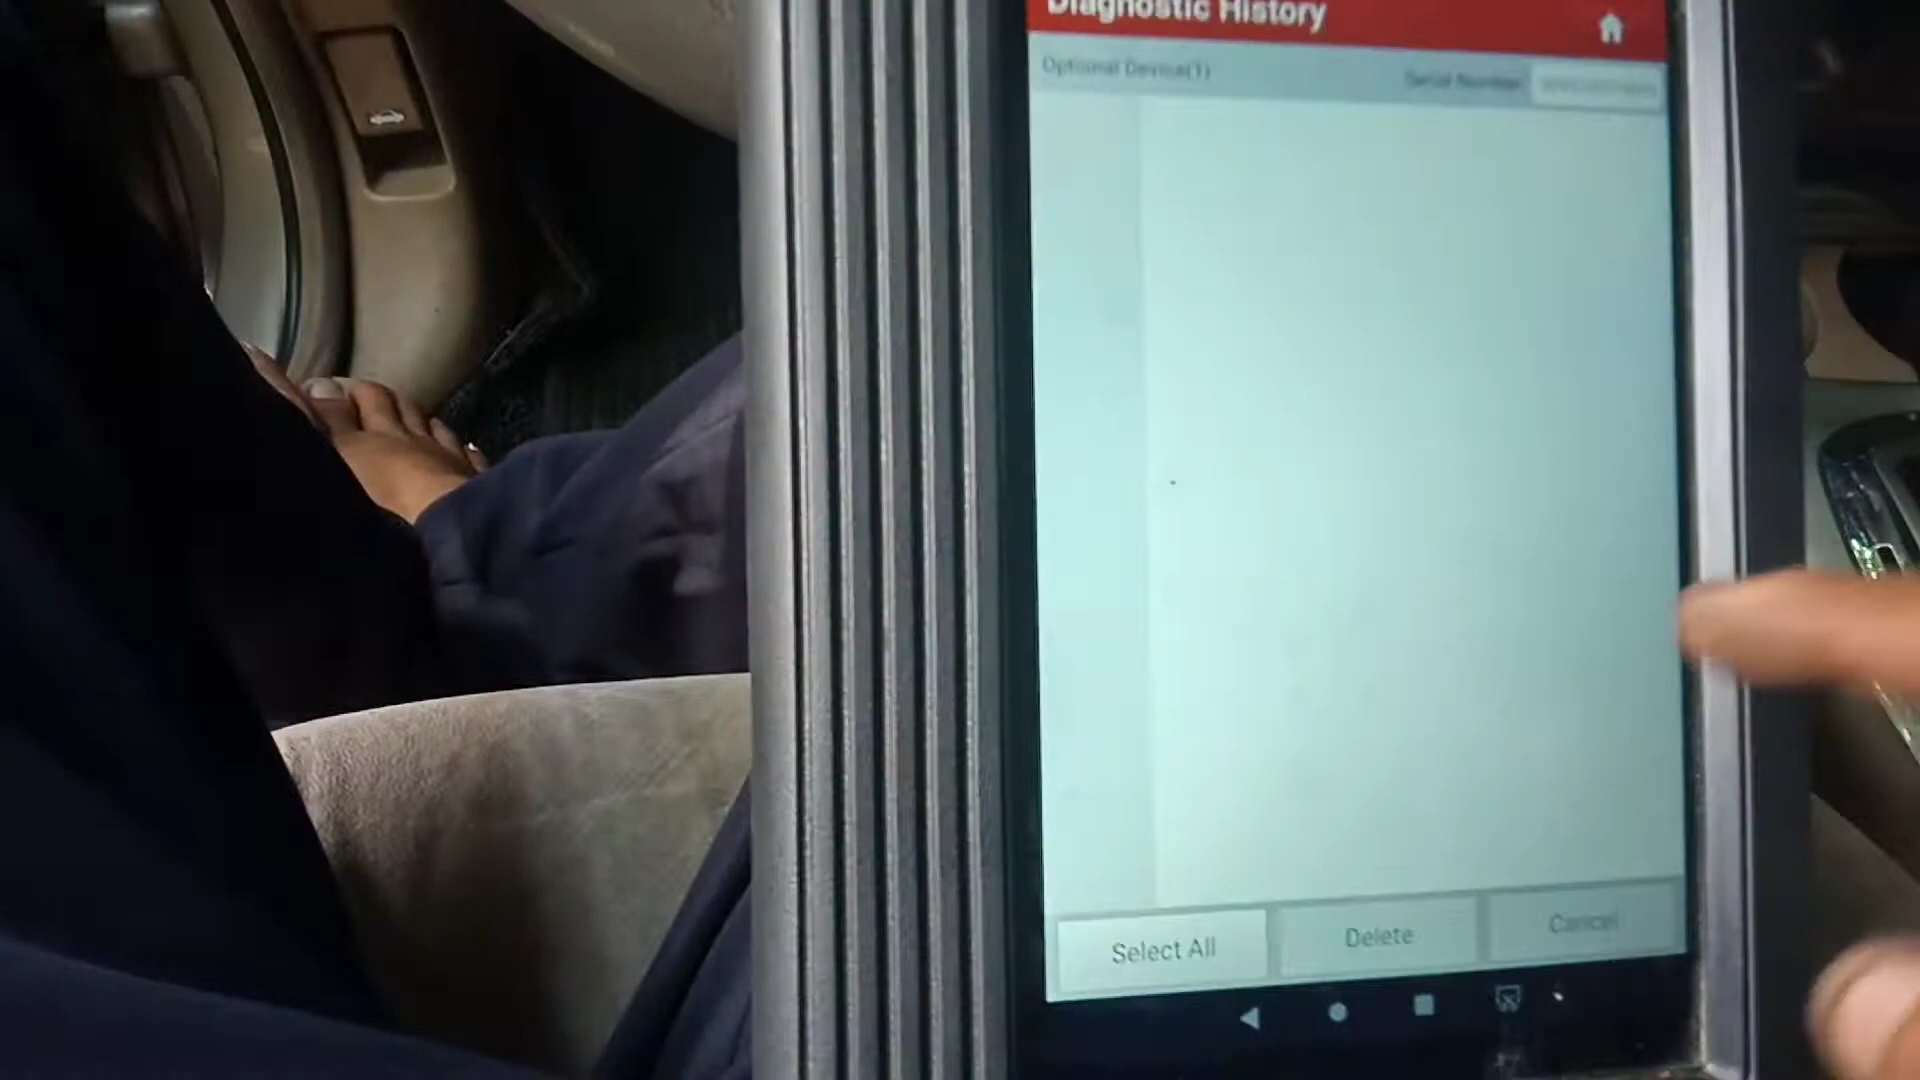 Diagnostic History
Optional Device(1)
Serial Number
Select All
Delete
Cancel